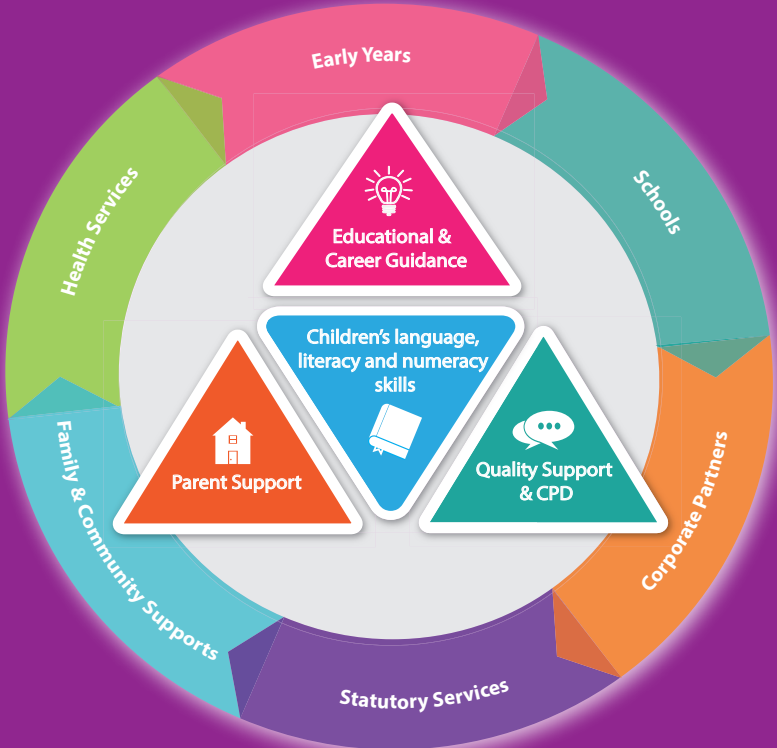 Early Years
Schools
Health Services
Educational &
Career Guidance
Children’s language,
literacy and numeracy
skills
Parent Support
Quality Support
& CPD
Corporate Partners
Family & Community Supports
Statutory Services